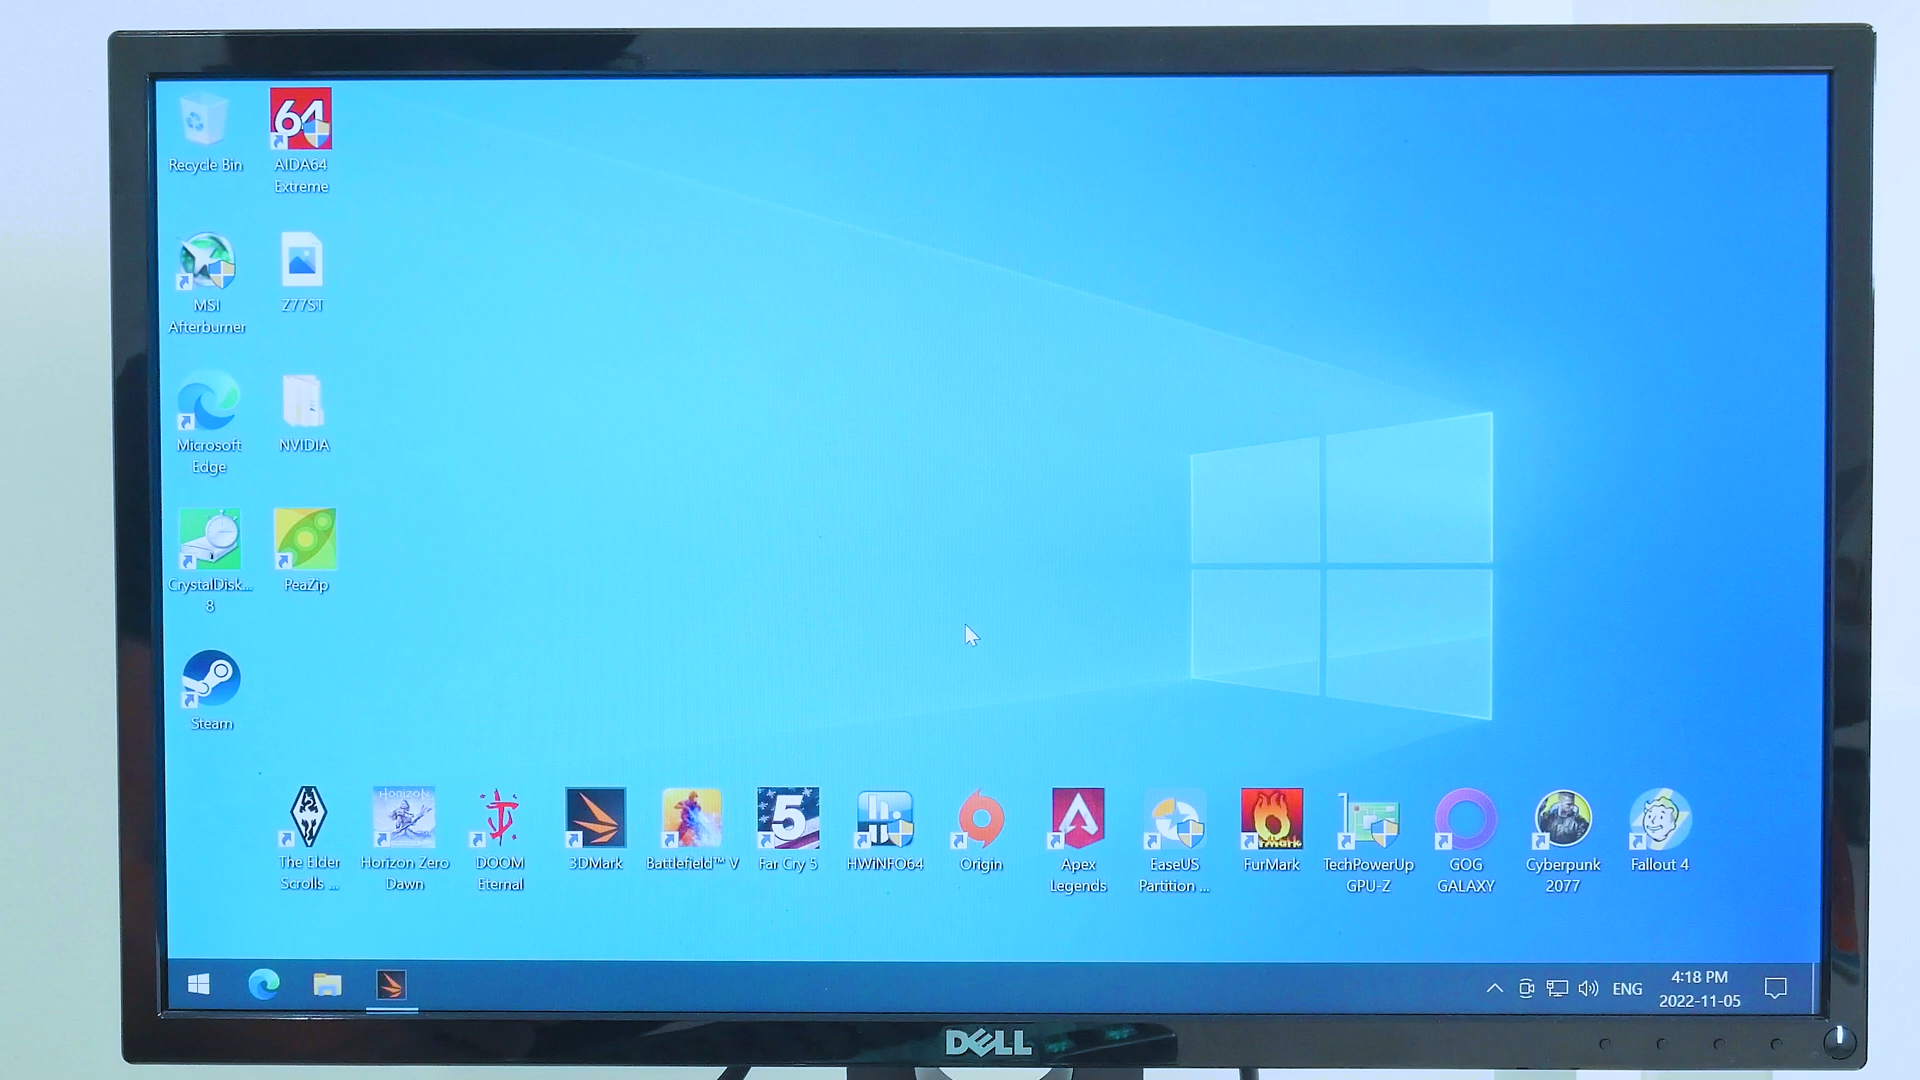 64
Recycle Bin
AIDA64
Extreme
MSI
Afterburner
Z77ST
Microsoft
Edge
NVIDIA
CrystalDisk...
8
PeaZip
Steam
HORIZON
5
FurMark
The Elder
Scrolls ...
Horizon Zero
Dawn
DOOM
Eternal
3DMark
Battlefield™ V
Far Cry 5
HWiNFO64
Origin
Apex
Legends
EaseUS
Partition ...
FurMark
TechPowerUp
GPU-Z
GOG
GALAXY
Cyberpunk
2077
Fallout 4
ENG
4:18 PM
2022-11-05
DELL